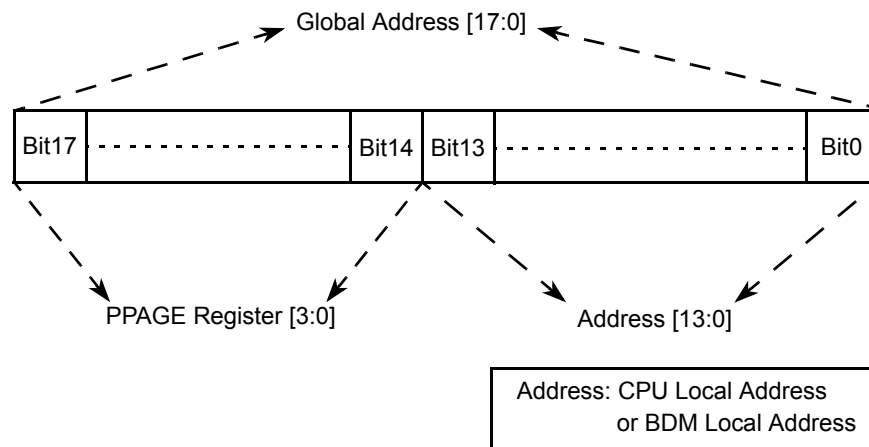 Global Address [17:0]
Bit17 Bit14 Bit13 Bit0
PPAGE Register [3:0] Address [13:0]
Address: CPU Local Address
or BDM Local Address